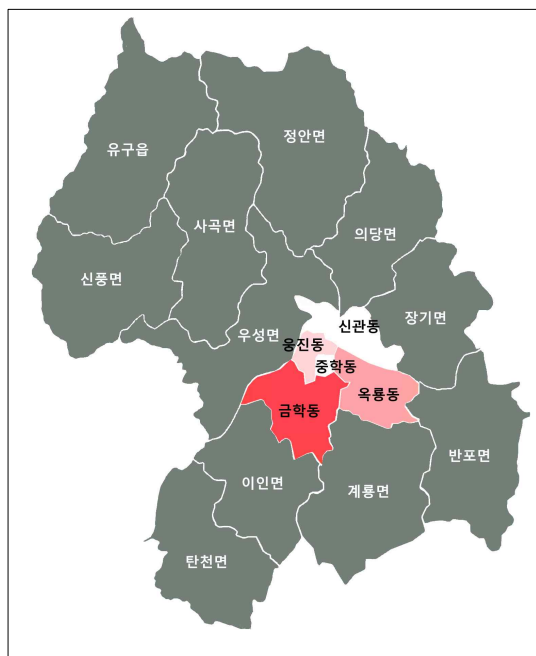 정안면
유구읍
사곡면
의당면
신풍면
장기면
신관동
우성면
웅진동
중학동
옥룡동
금학동
반포면
이인면
계룡면
탄천면